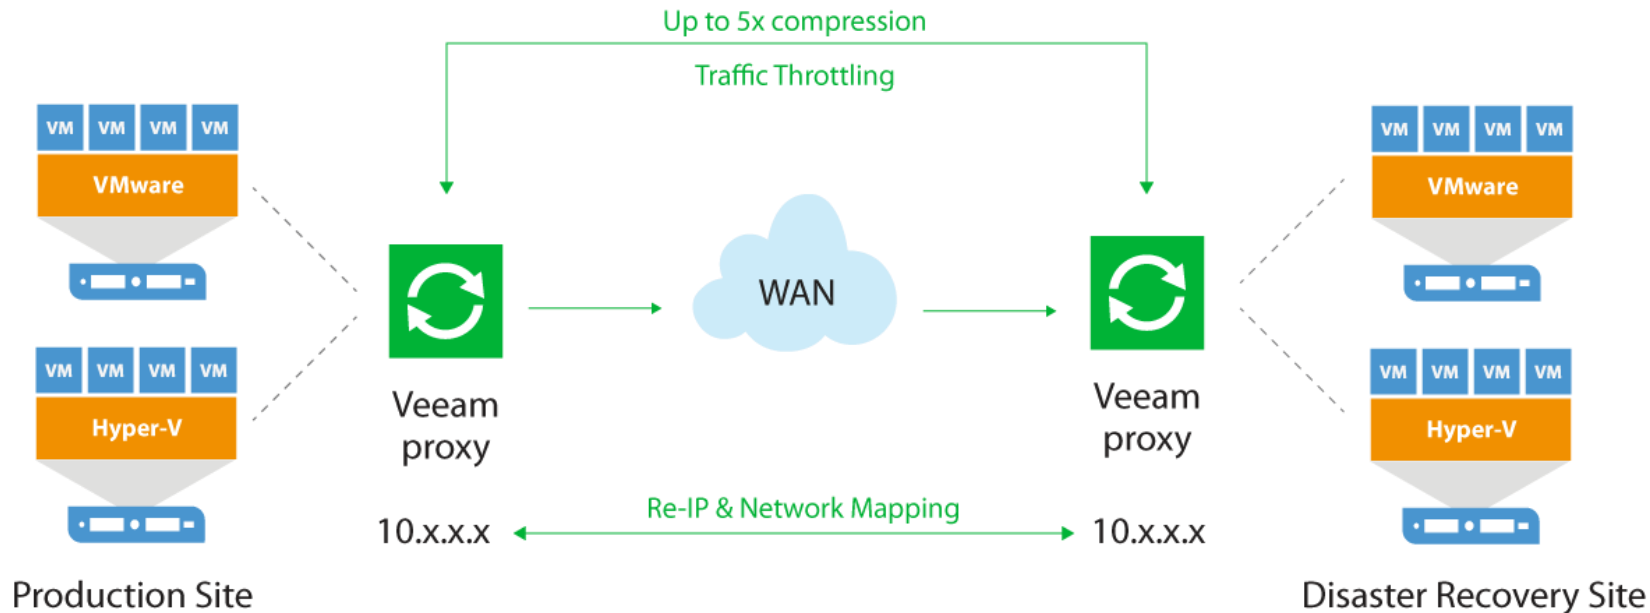 Up to 5x compression
Traffic Throttling
VM VM VM VM
VMware
VM VM VM VM
Hyper-V
Production Site
Veeam
proxy
10.x.x.x
WAN
Re-IP & Network Mapping
Veeam
proxy
10.x.x.x
VM VM VM VM
VMware
VM VM VM VM
Hyper-V
Disaster Recovery Site